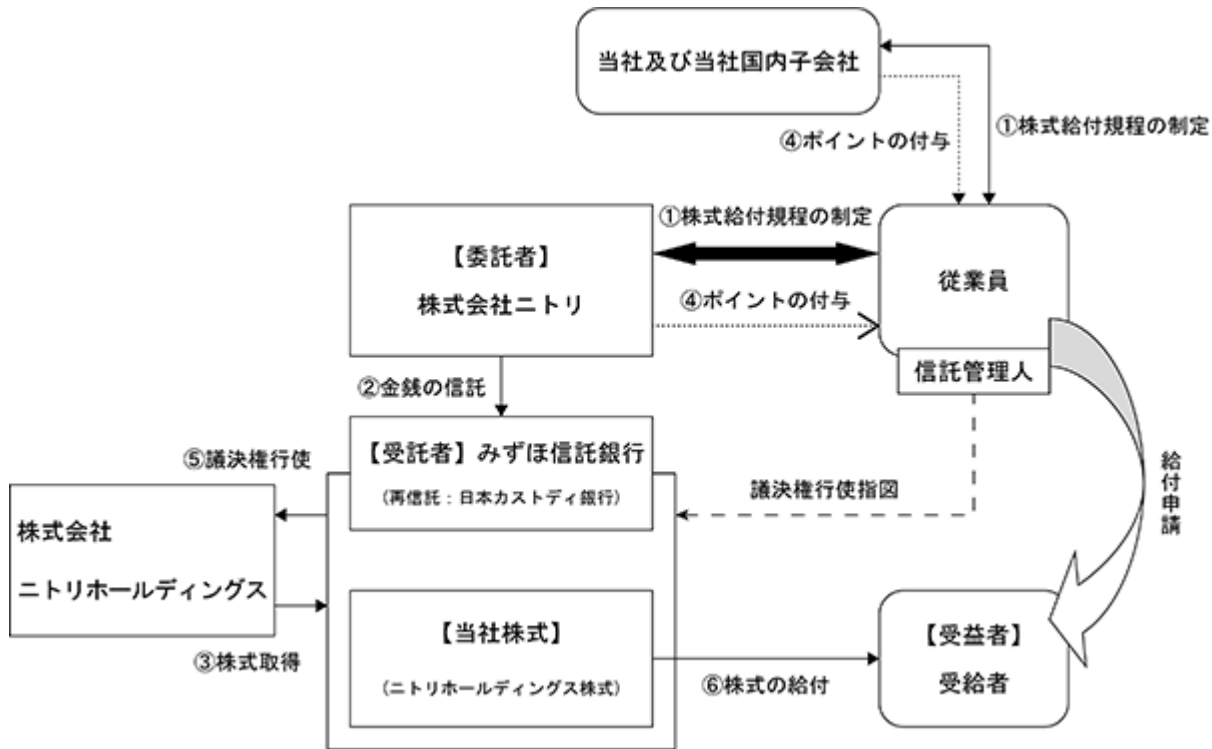 当社及び当社国内子会社
①株式給付規程の制定
④ポイントの付与
①株式給付規程の制定
【委託者】
株式会社ニトリ
従業員
④ポイントの付与
信託管理人
②金銭の信託
【受託者】みずほ信託銀行
(再信託：日本カストディ銀行)
⑤議決権行使
議決権行使指図
給付申請
株式会社
ニトリホールディングス
③株式取得
【当社株式】
(ニトリホールディングス株式)
⑥株式の給付
【受益者】
受給者